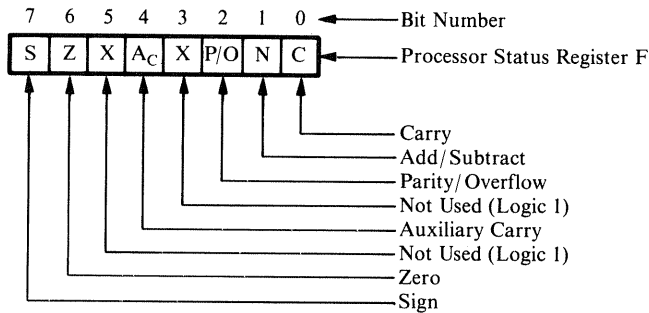 7 6 5 4 3 2 1 0 Bit Number
S Z X AC X P/O N C Processor Status Register F
Carry
Add/Subtract
Parity/Overflow
Not Used (Logic 1)
Auxiliary Carry
Not Used (Logic 1)
Zero
Sign